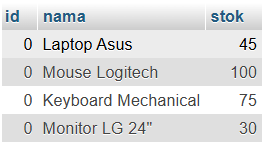 id nama stok
0 Laptop Asus 45
0 Mouse Logitech 100
0 Keyboard Mechanical 75
0 Monitor LG 24" 30